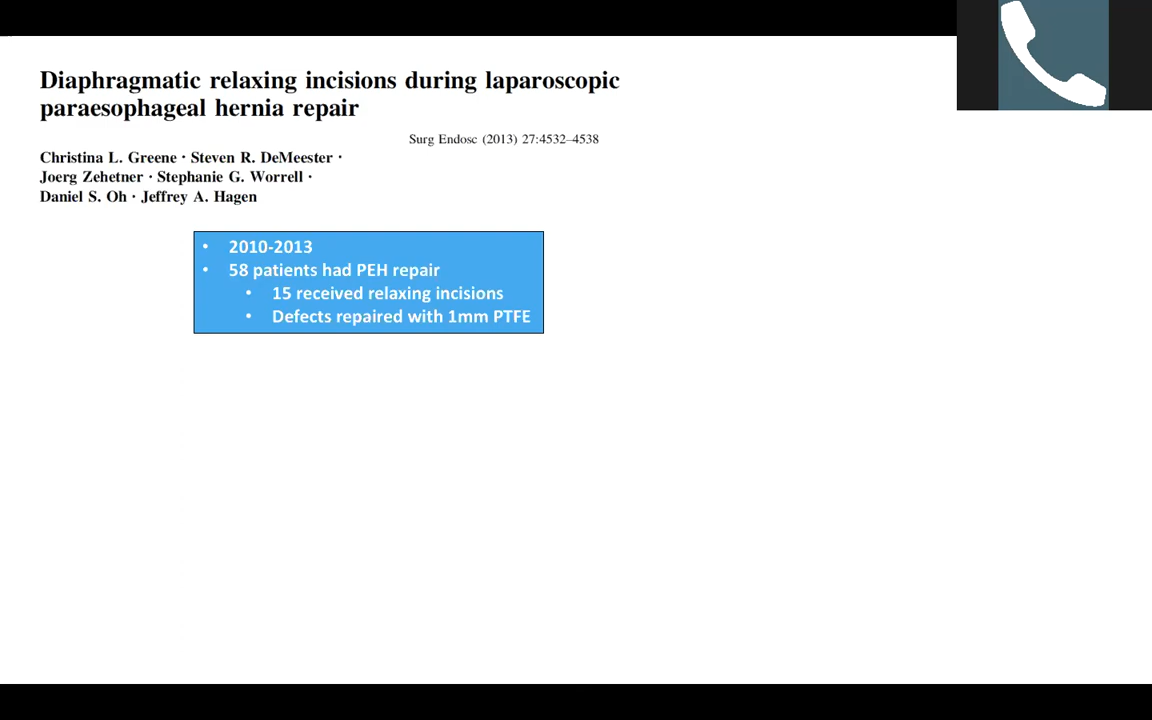 Diaphragmatic relaxing incisions during laparoscopic
paraesophageal hernia repair
Surg Endosc (2013) 27:4532–4538
Christina L. Greene · Steven R. DeMeester ·
Joerg Zehetner · Stephanie G. Worrell ·
Daniel S. Oh · Jeffrey A. Hagen
• 2010-2013
• 58 patients had PEH repair
• 15 received relaxing incisions
• Defects repaired with 1mm PTFE